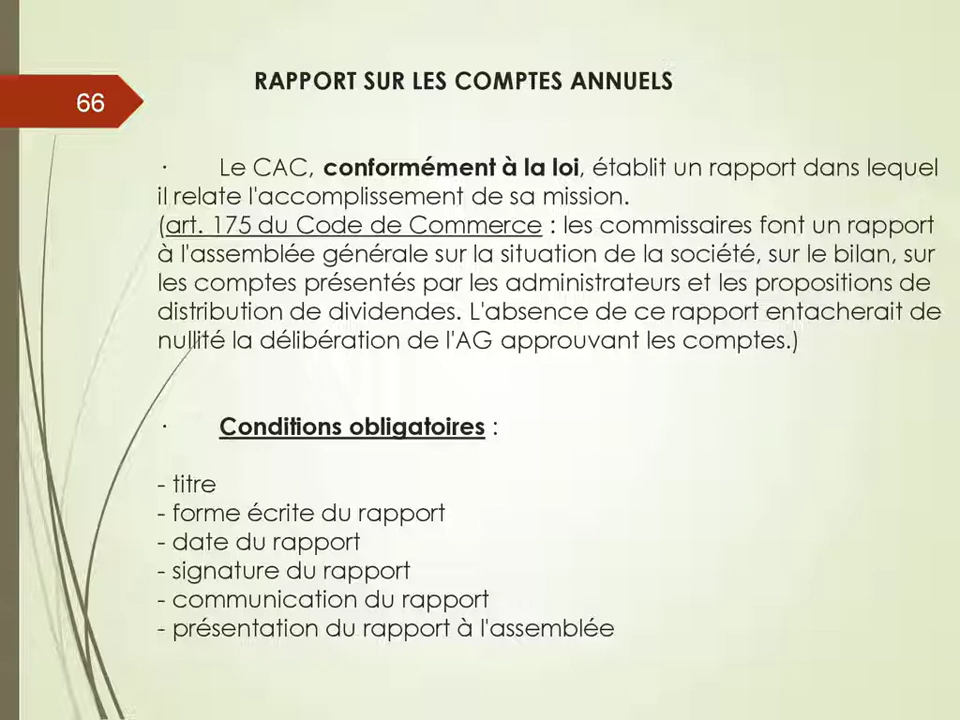 RAPPORT SUR LES COMPTES ANNUELS
66
· Le CAC, conformément à la loi, établit un rapport dans lequel
il relate l'accomplissement de sa mission.
(art. 175 du Code de Commerce : les commissaires font un rapport
à l'assemblée générale sur la situation de la société, sur le bilan, sur
les comptes présentés par les administrateurs et les propositions de
distribution de dividendes. L'absence de ce rapport entacherait de
nullité la délibération de l'AG approuvant les comptes.)
· Conditions obligatoires :
- titre
- forme écrite du rapport
- date du rapport
- signature du rapport
- communication du rapport
- présentation du rapport à l'assemblée